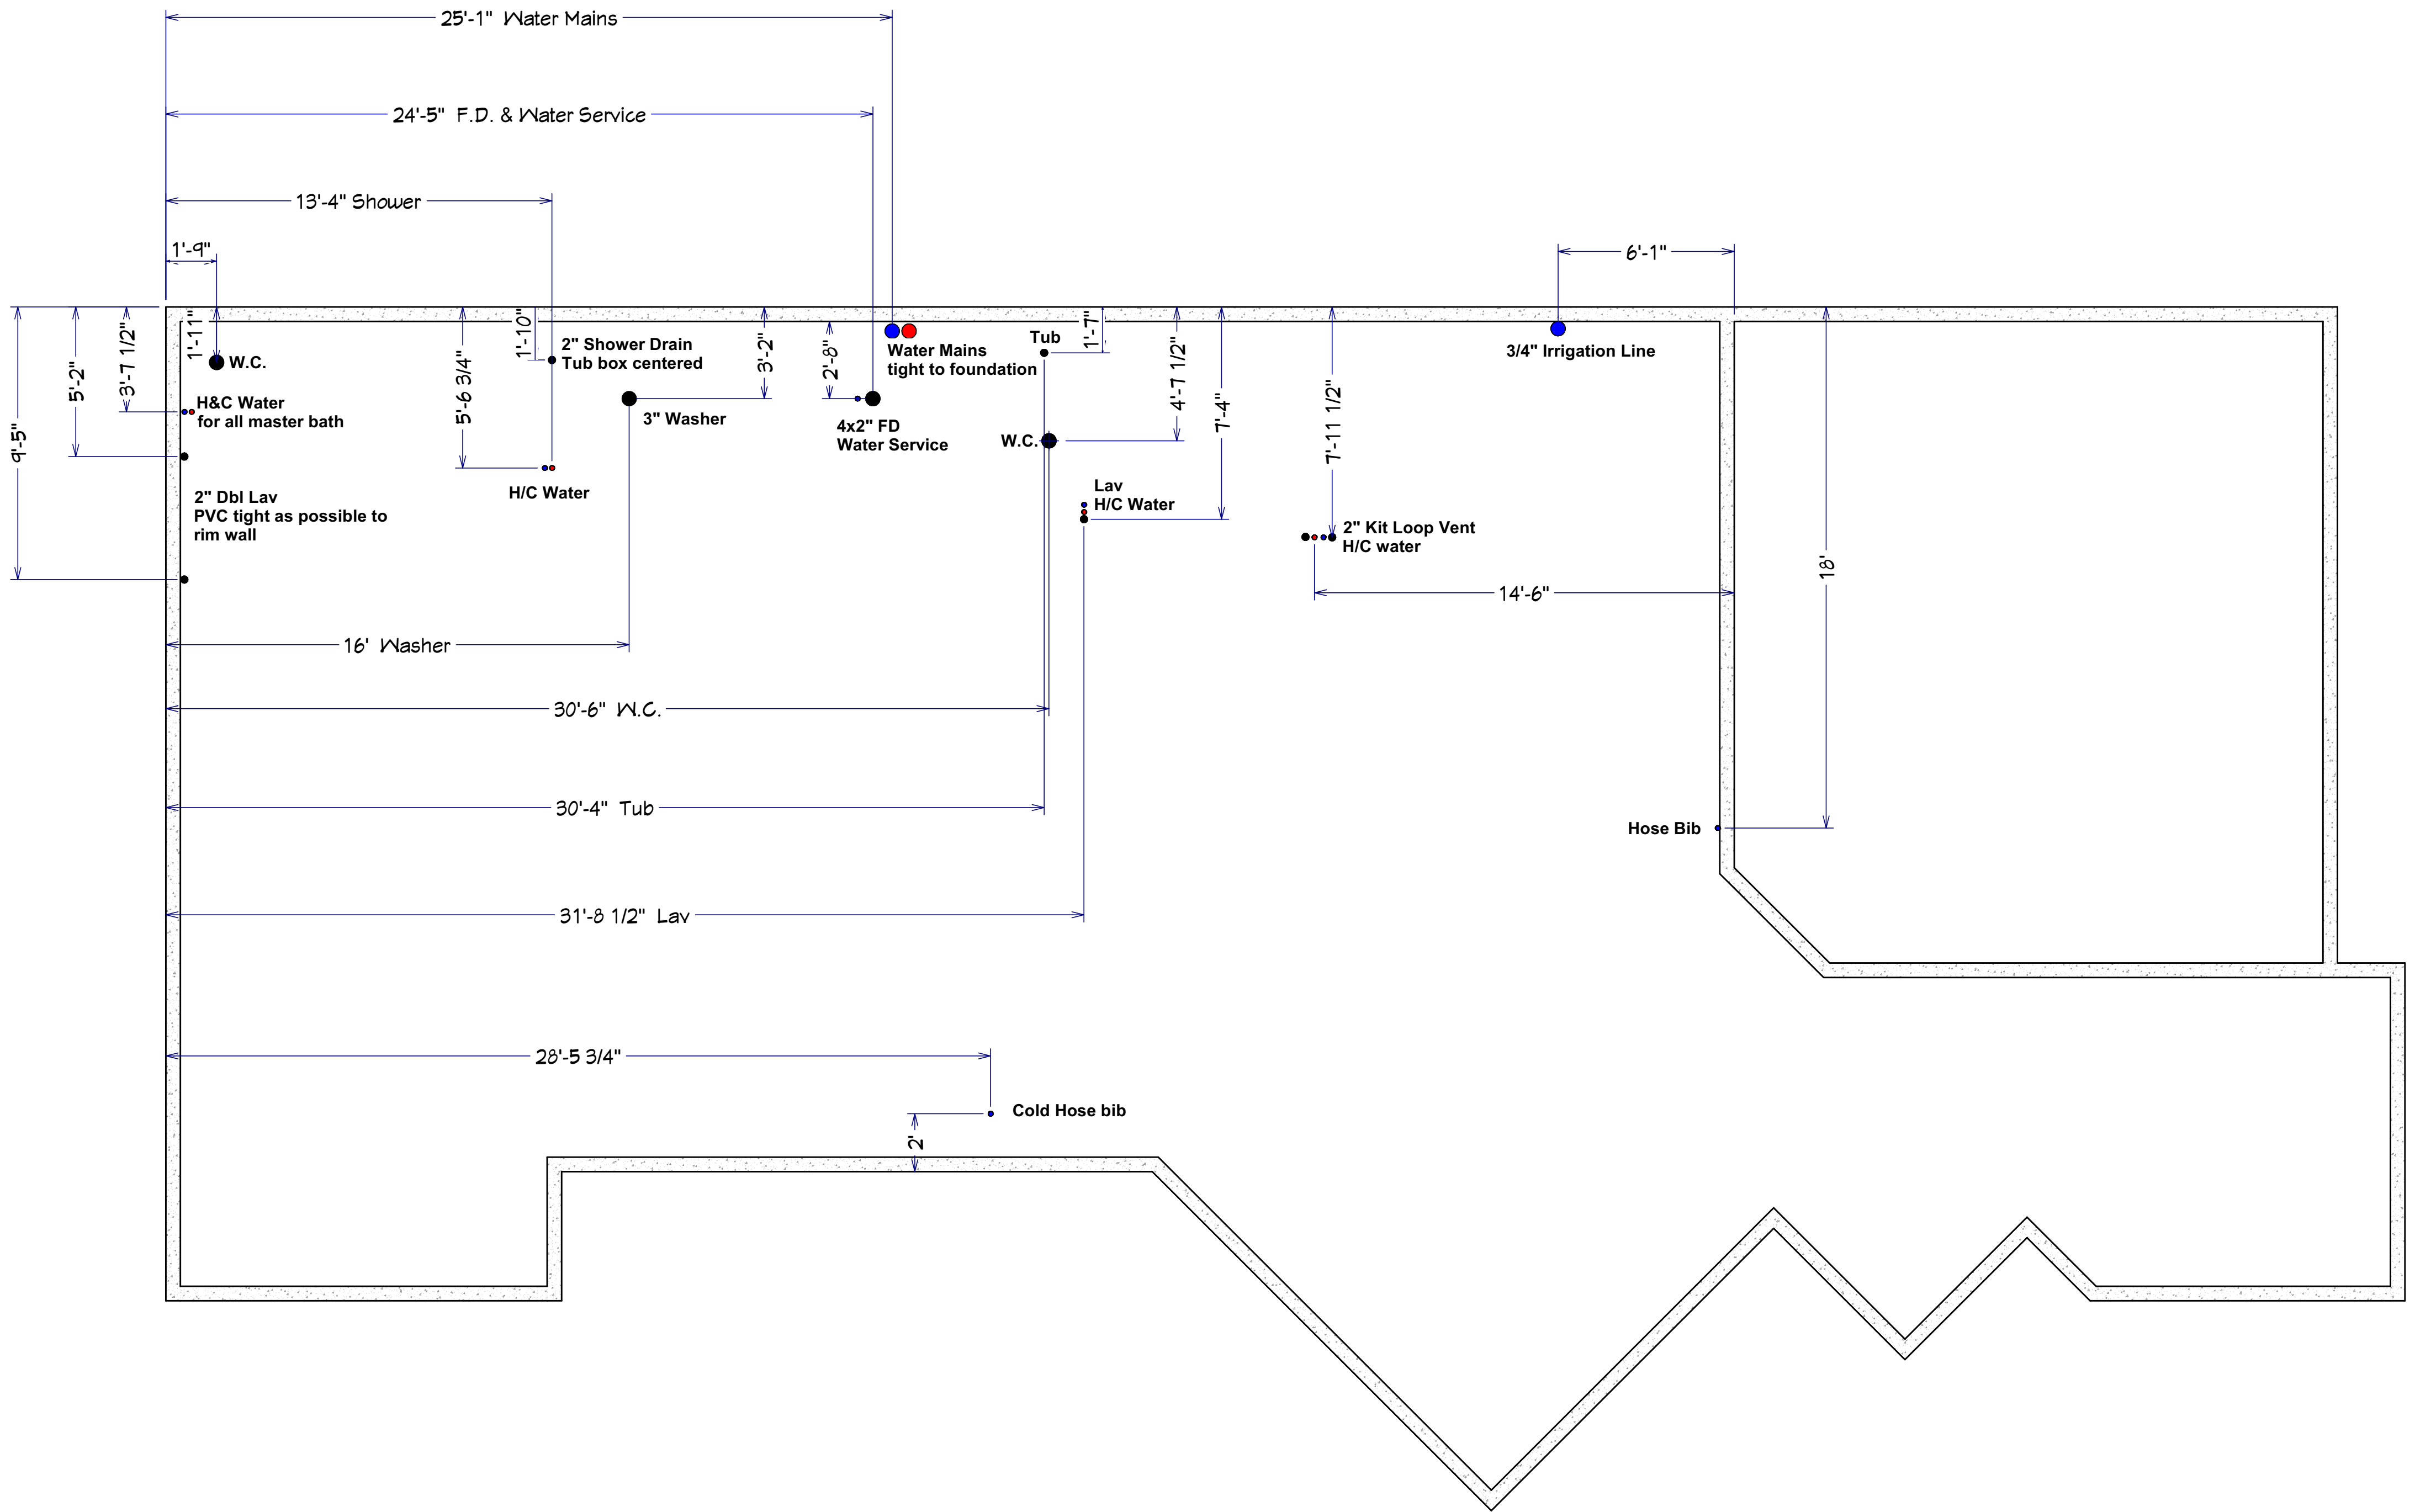 25'-1" Water Mains
24'-5" F.D. & Water Service
13'-4" Shower
1'-9"
6'-1"
9'-5"
5'-2"
3'-7 1/2"
1'-11"
W.C.
H&C Water
for all master bath
2" Dbl Lav
PVC tight as possible to
rim wall
5'-6 3/4"
1'-10"
2" Shower Drain
Tub box centered
H/C Water
3" Washer
3'-2"
2'-8"
4x2" FD
Water Service
Water Mains
tight to foundation
Tub
1'-7"
W.C.
4'-7 1/2"
7'-4"
Lav
H/C Water
7'-11 1/2"
2" Kit Loop Vent
H/C water
3/4" Irrigation Line
14'-6"
18'
16' Washer
30'-6" W.C.
30'-4" Tub
Hose Bib
31'-8 1/2" Lav
28'-5 3/4"
Cold Hose bib
2'